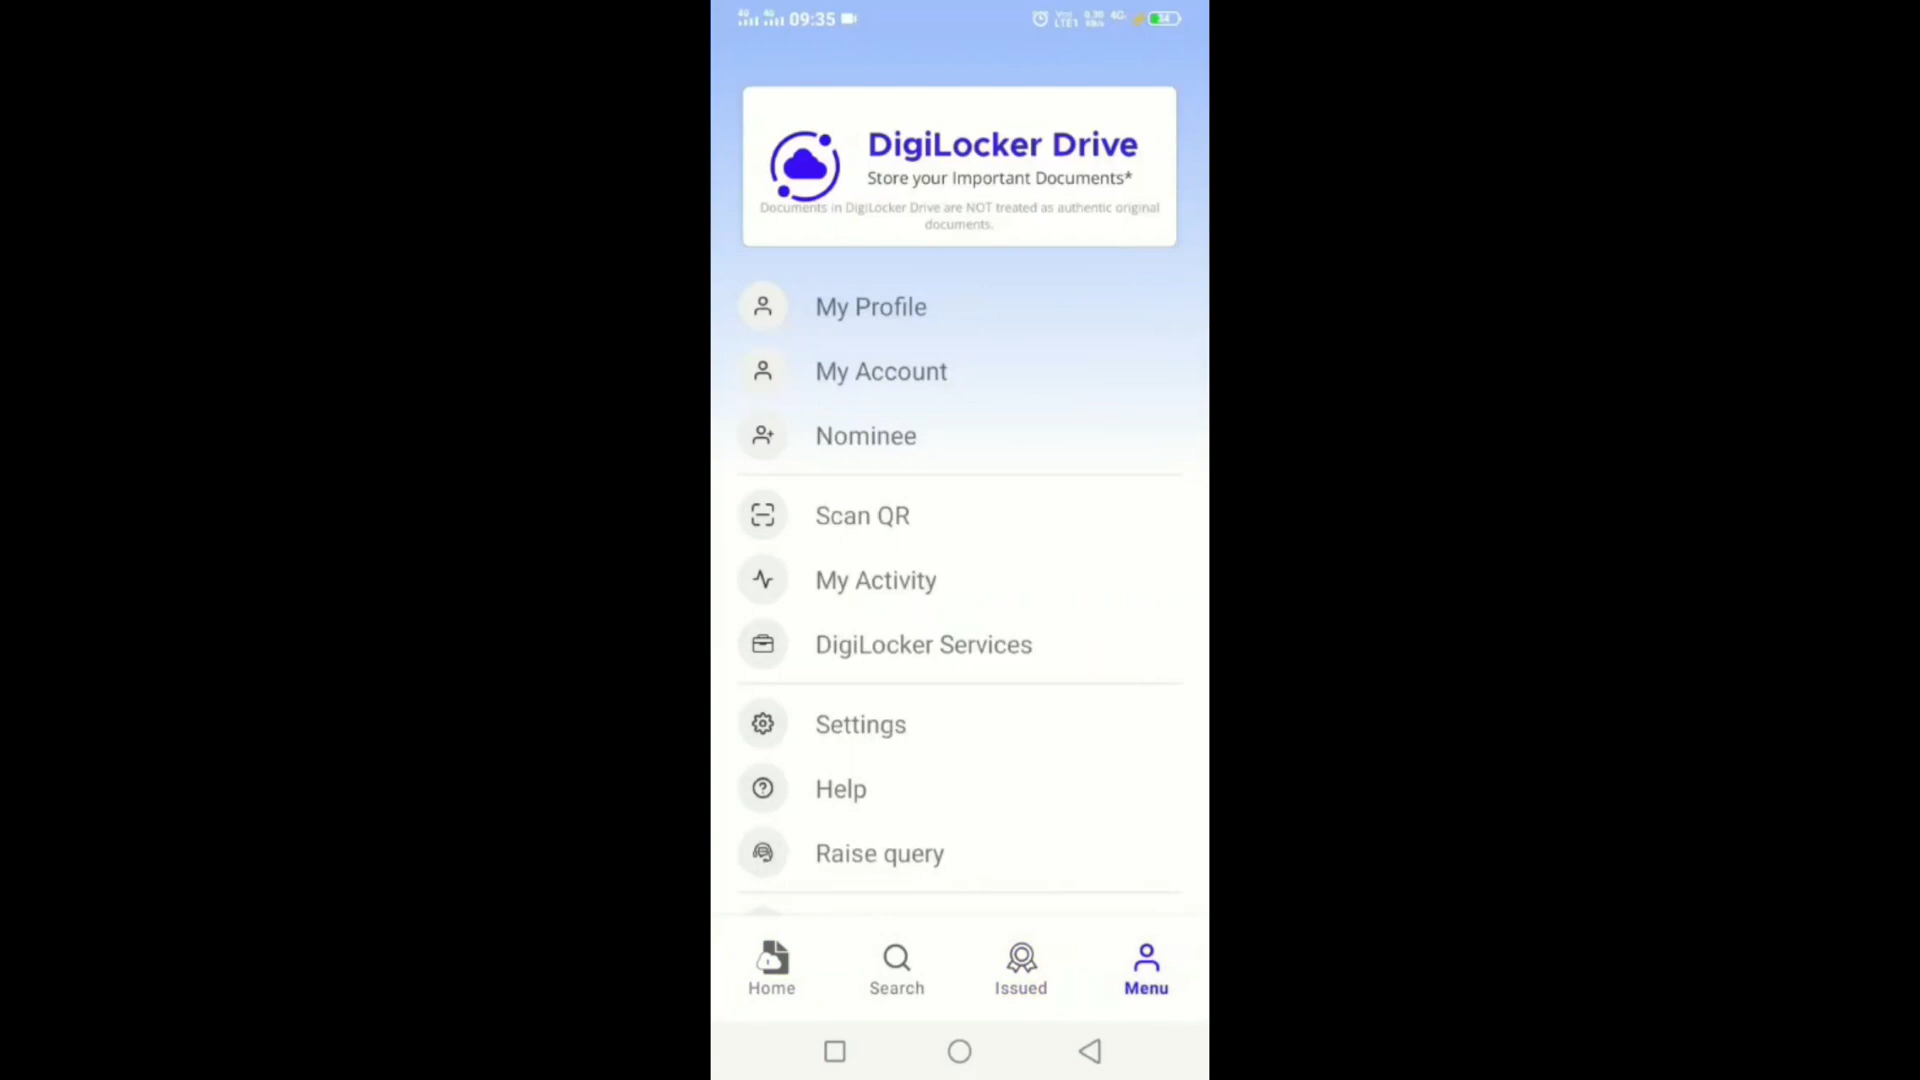 09:35
DigiLocker Drive
Store your Important Documents*
Documents in DigiLocker Drive are NOT treated as authentic original
documents.
My Profile
My Account
Nominee
Scan QR
My Activity
DigiLocker Services
Settings
Help
Raise query
Home
Search
Issued
Menu